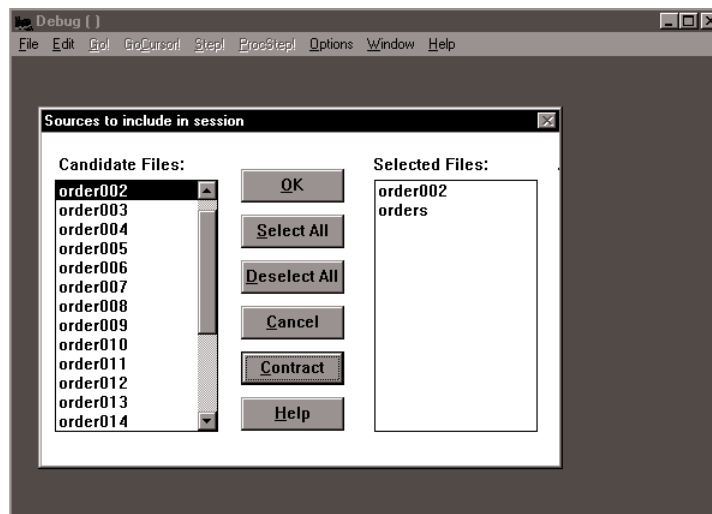 Debug ( )
File Edit Go! GoCursor! Step! ProcStep! Options Window Help
Sources to include in session
Candidate Files:
order002
order003
order004
order005
order006
order007
order008
order009
order010
order011
order012
order013
order014
OK
Select All
Deselect All
Cancel
Contract
Help
Selected Files:
order002
orders